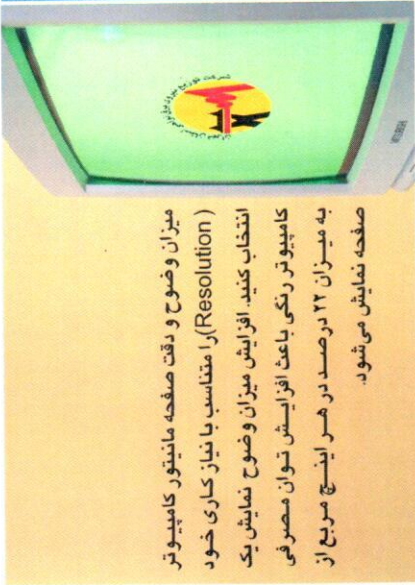 میزان وضوح و دقت صفحه مانیتور کامپیوتر
( Resolution)را متناسب با نیاز کاری خود
انتخاب کنید. افزایش میزان وضوح نمایش یک
کامپیوتر رنگی باعث افزایش توان مصرفی
به میزان ۲۲ درصد در هر اینچ مربع از
صفحه نمایش می‌شود.